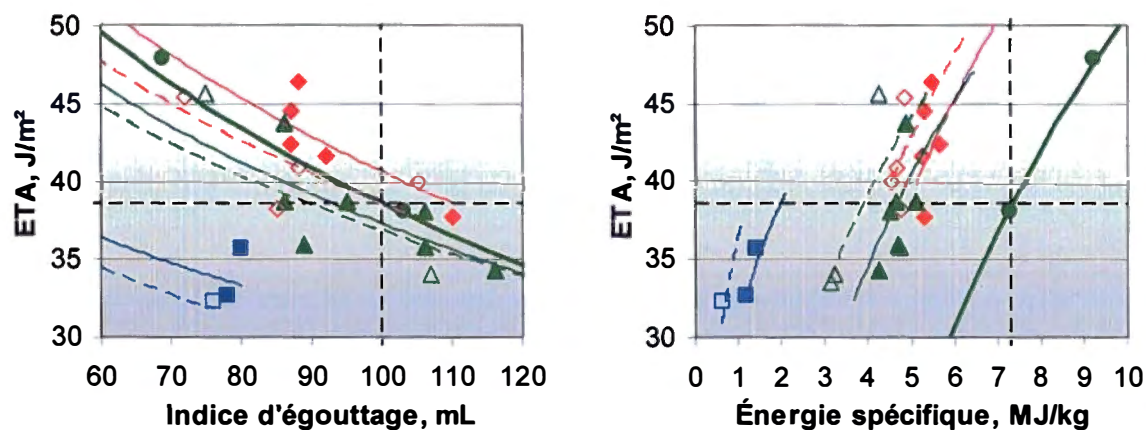 50
45
40
35
30
ETA, J/m²
60 70 80 90 100 110 120
Indice d'égouttage, mL
50
45
40
35
30
ETA, J/m²
0 1 2 3 4 5 6 7 8 9 10
Énergie spécifique, MJ/kg